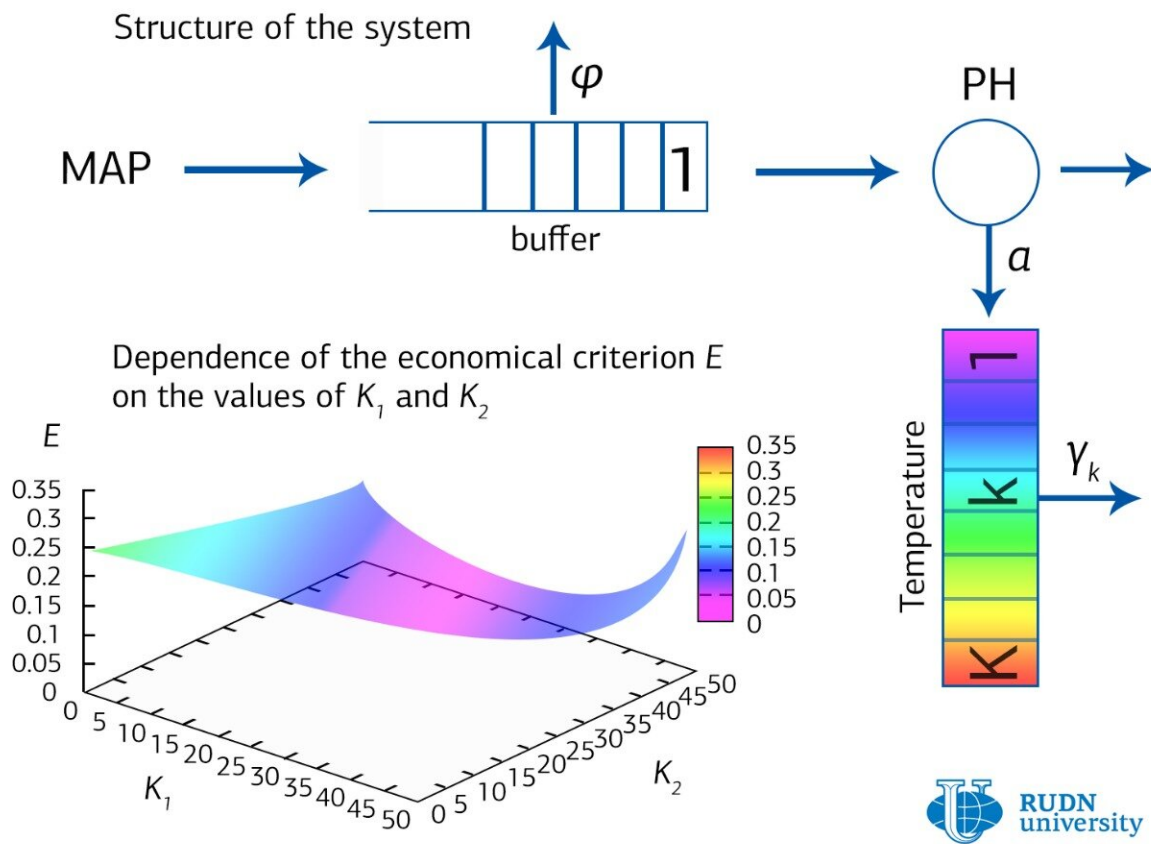 Structure of the system
φ
PH
MAP
1
buffer
a
Dependence of the economical criterion E
on the values of K₁ and K₂
E
0.35
0.3
0.25
0.2
0.15
0.1
0.05
0
0 5 10 15 20 25 30 35 40 45 50
K₁
0 5 10 15 20 25 30 35 40 45 50
K₂
0.35
0.3
0.25
0.2
0.15
0.1
0.05
0
Temperature
1
k
K
γₖ
RUDN
university